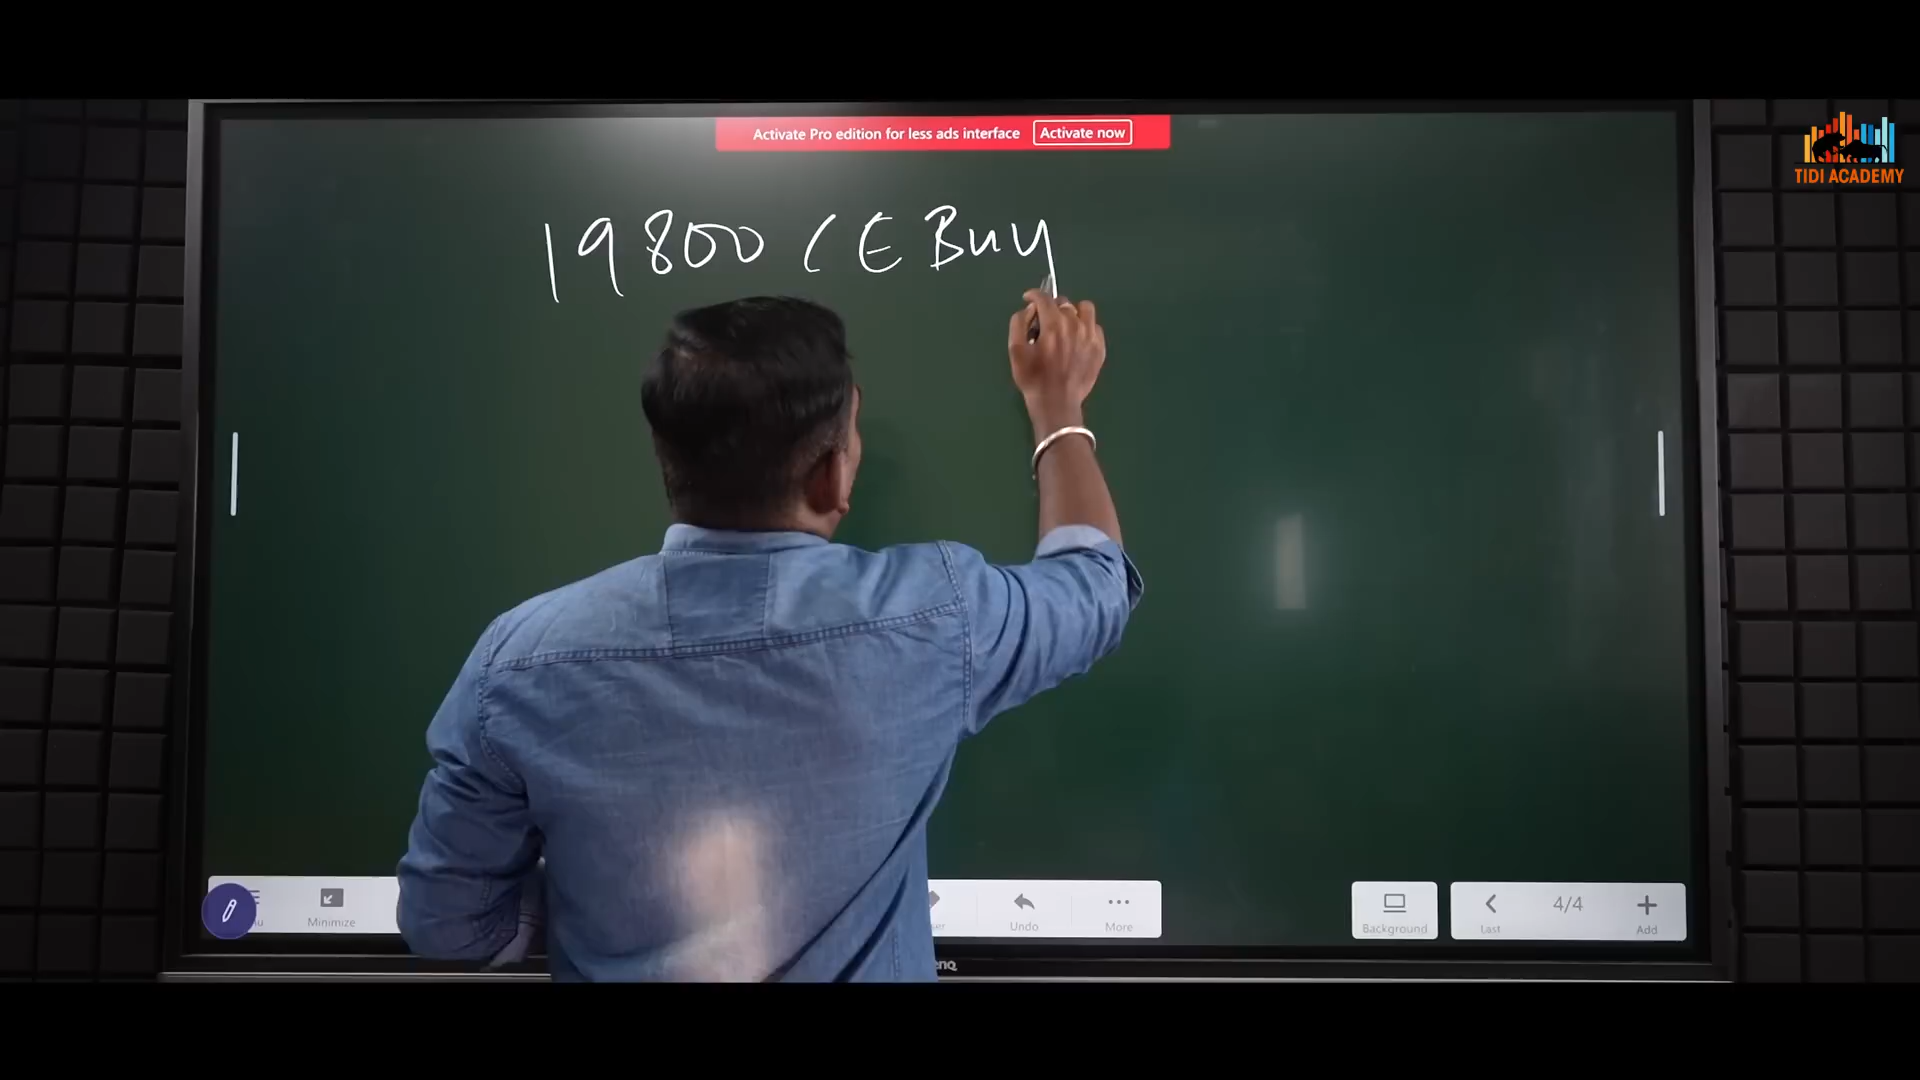 Activate Pro edition for less ads interface Activate now
TIDI ACADEMY
19800 CE Buy
Minimize
Undo
More
Background
Last
4/4
Add